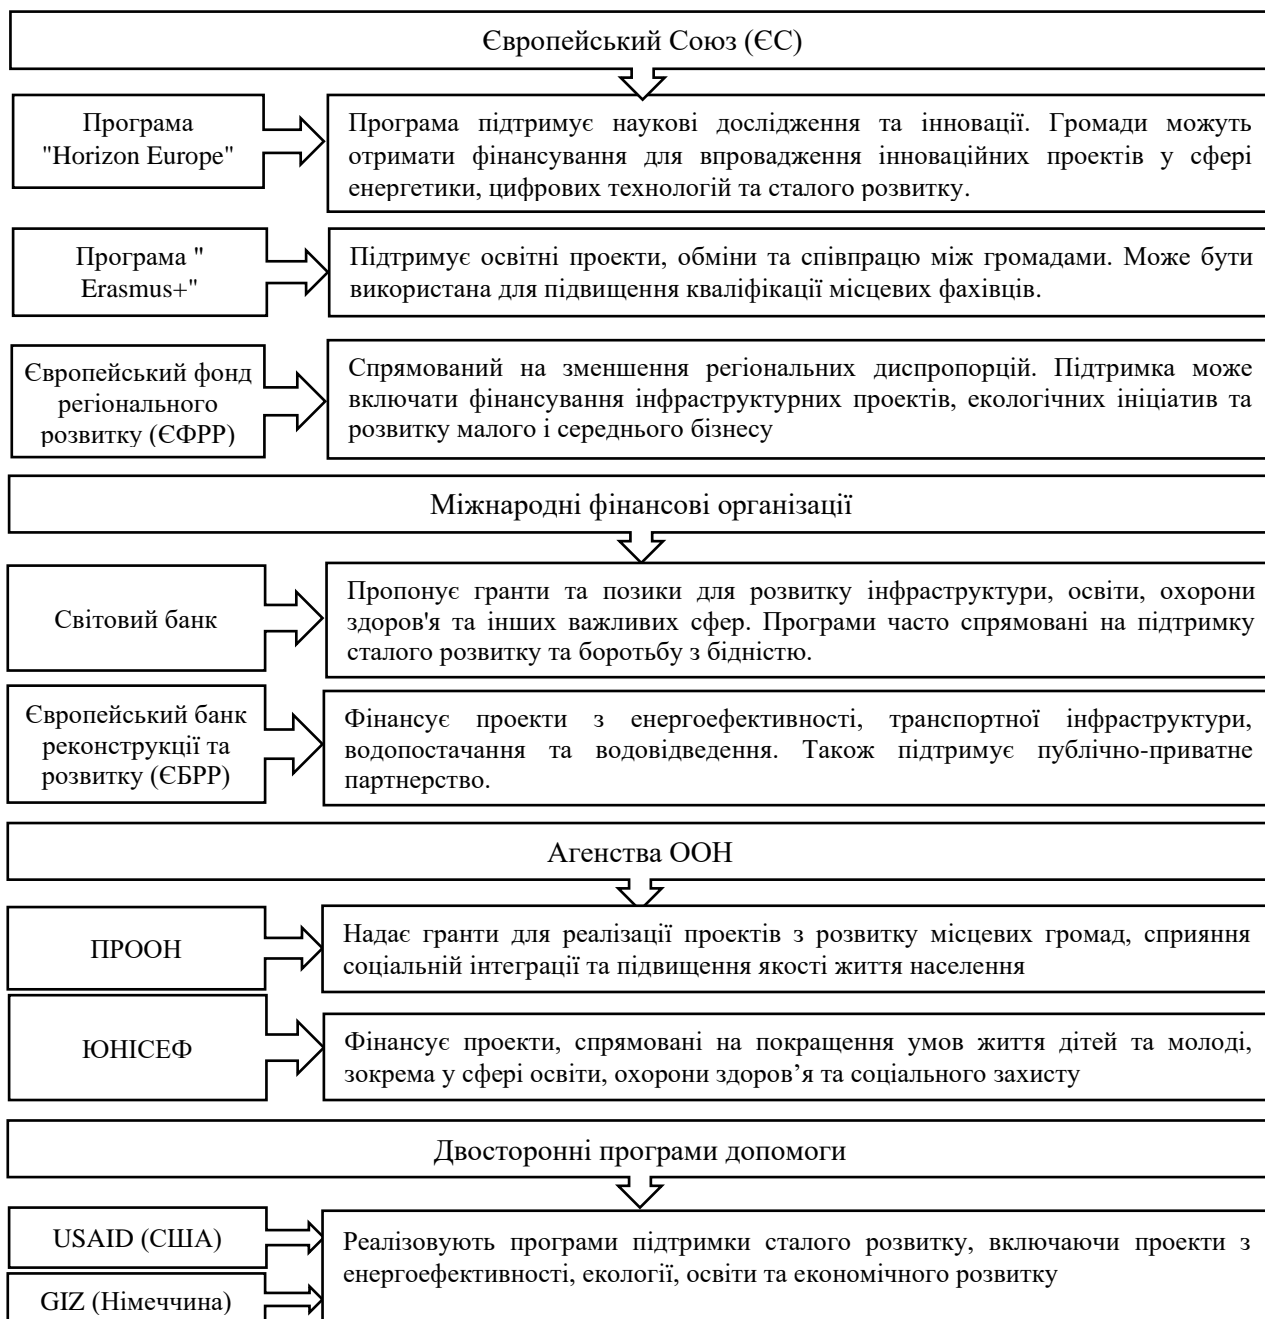 Європейський Союз (ЄС)
Програма
"Horizon Europe"
Програма підтримує наукові дослідження та інновації. Громади можуть
отримати фінансування для впровадження інноваційних проектів у сфері
енергетики, цифрових технологій та сталого розвитку.
Програма "
Erasmus+"
Підтримує освітні проекти, обміни та співпрацю між громадами. Може бути
використана для підвищення кваліфікації місцевих фахівців.
Європейський фонд
регіонального
розвитку (ЄФРР)
Спрямований на зменшення регіональних диспропорцій. Підтримка може
включати фінансування інфраструктурних проектів, екологічних ініціатив та
розвитку малого і середнього бізнесу
Міжнародні фінансові організації
Світовий банк
Пропонує гранти та позики для розвитку інфраструктури, освіти, охорони
здоров'я та інших важливих сфер. Програми часто спрямовані на підтримку
сталого розвитку та боротьбу з бідністю.
Європейський банк
реконструкції та
розвитку (ЄБРР)
Фінансує проекти з енергоефективності, транспортної інфраструктури,
водопостачання та водовідведення. Також підтримує публічно-приватне
партнерство.
Агенства ООН
ПРООН
Надає гранти для реалізації проектів з розвитку місцевих громад, сприяння
соціальній інтеграції та підвищення якості життя населення
ЮНІСЕФ
Фінансує проекти, спрямовані на покращення умов життя дітей та молоді,
зокрема у сфері освіти, охорони здоров’я та соціального захисту
Двосторонні програми допомоги
USAID (США)
GIZ (Німеччина)
Реалізовують програми підтримки сталого розвитку, включаючи проекти з
енергоефективності, екології, освіти та економічного розвитку